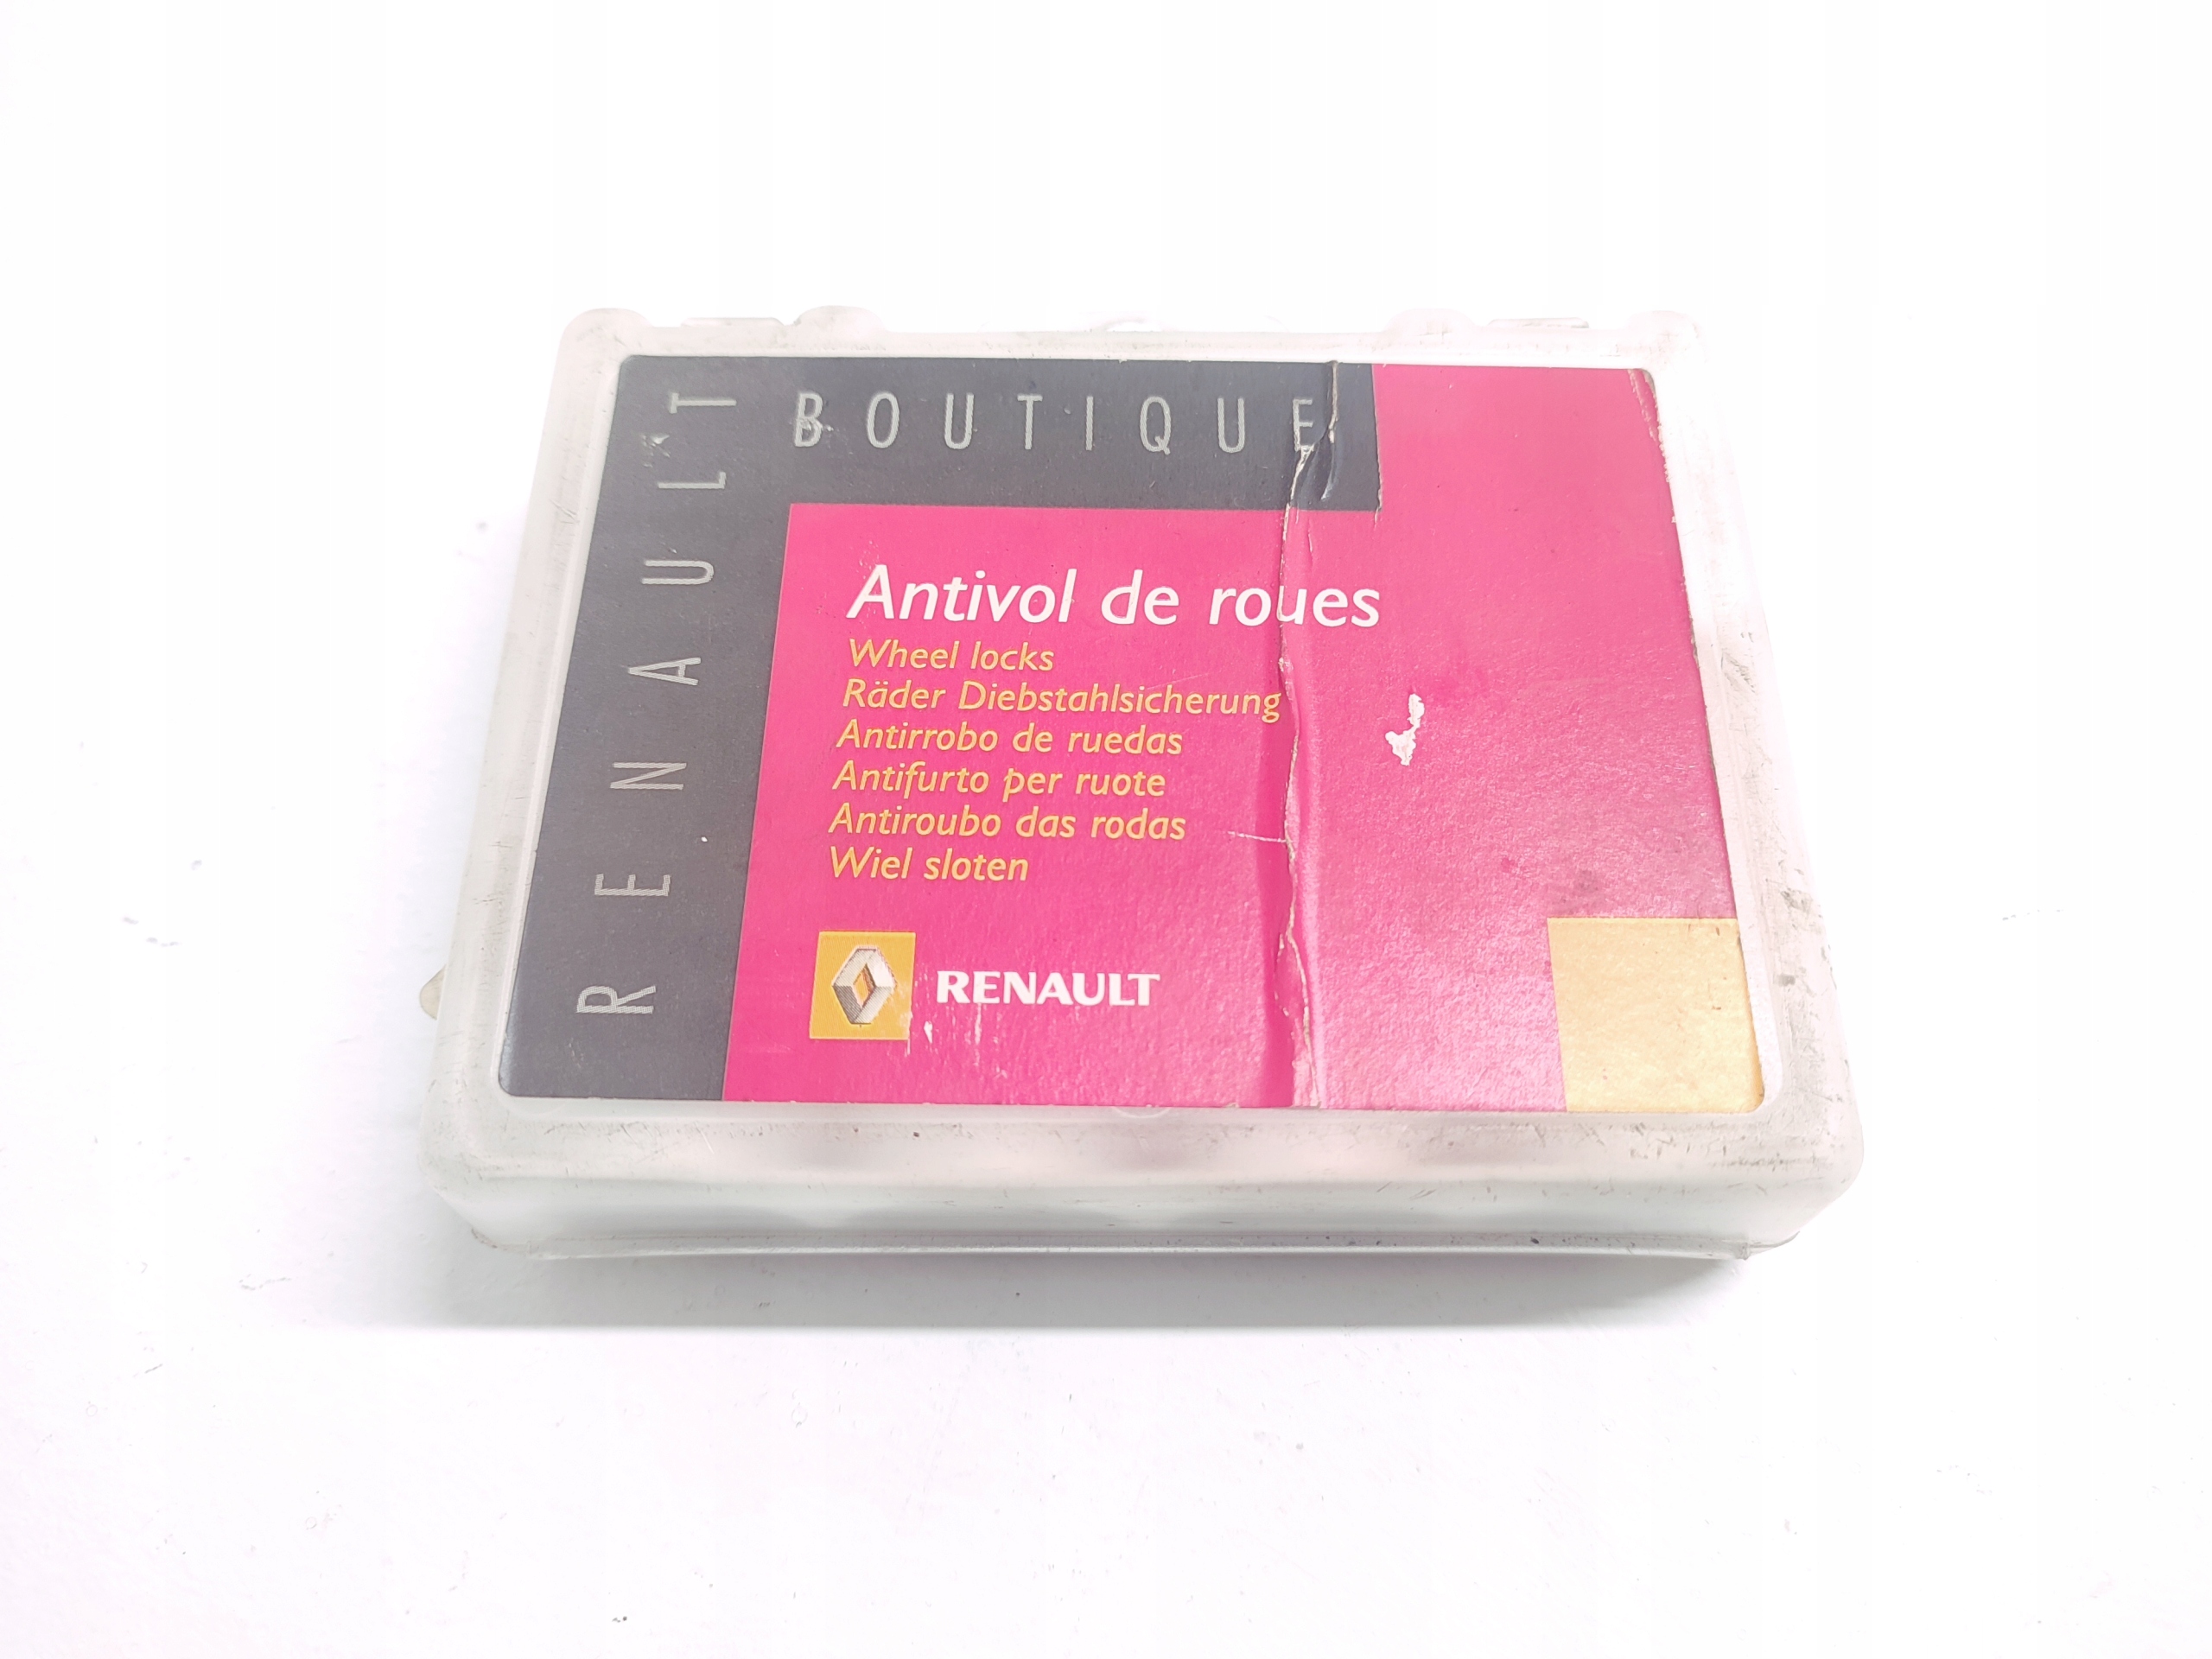 RENAULT
BOUTIQUE
Antivol de roues
Wheel locks
Räder Diebstahlsicherung
Antirrobo de ruedas
Antifurto per ruote
Antiroubo das rodas
Wiel sloten
RENAULT